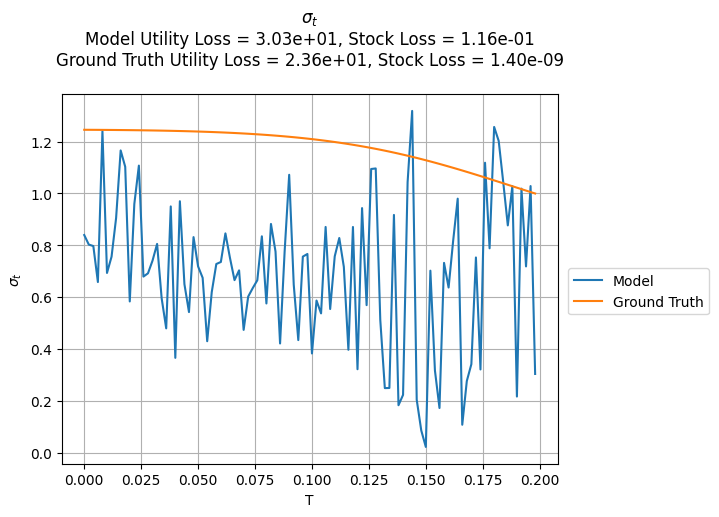 σt
Model Utility Loss = 3.03e+01, Stock Loss = 1.16e-01
Ground Truth Utility Loss = 2.36e+01, Stock Loss = 1.40e-09
1.2
1.0
0.8
0.6
0.4
0.2
0.0
σt
0.000 0.025 0.050 0.075 0.100 0.125 0.150 0.175 0.200
T
Model
Ground Truth